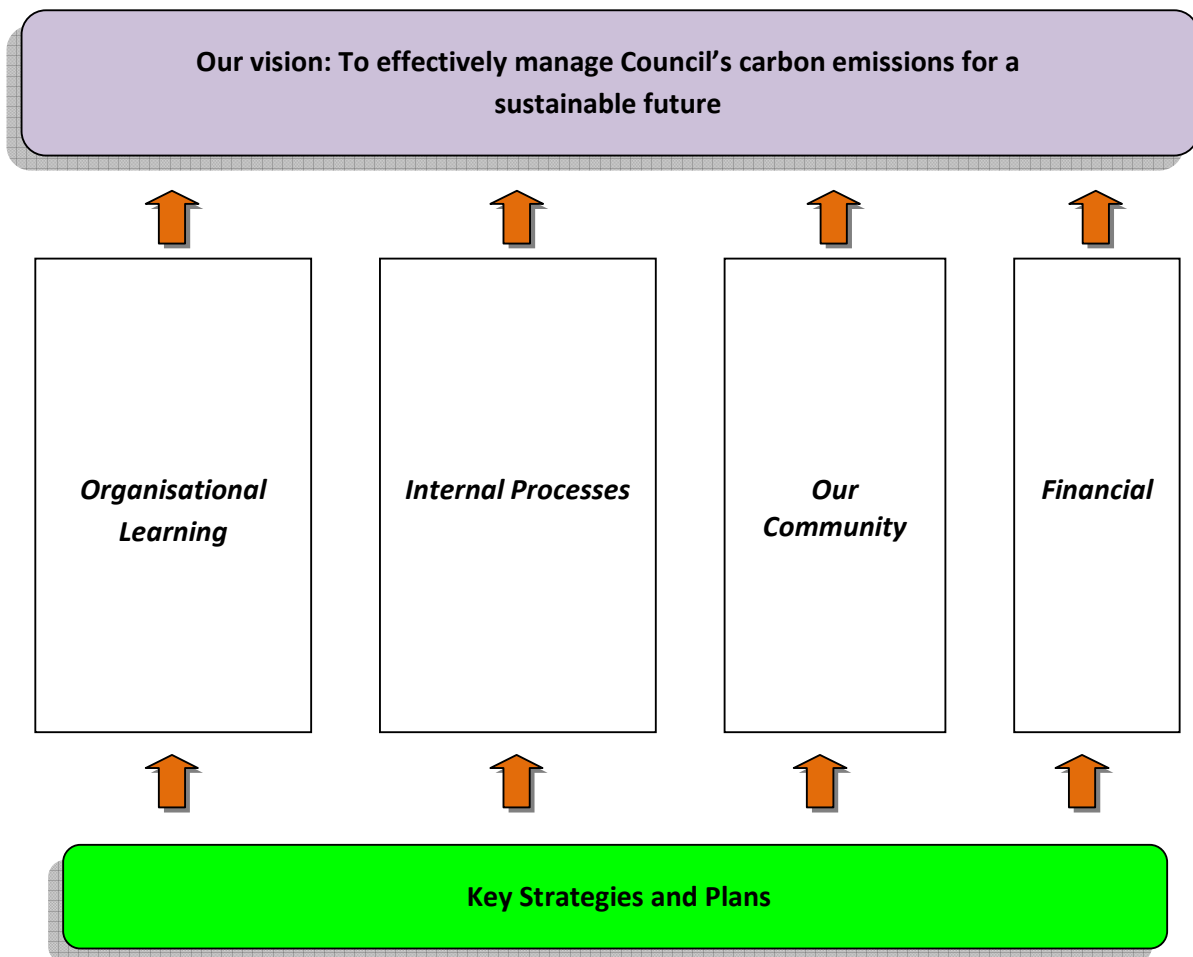 Our vision: To effectively manage Council’s carbon emissions for a
sustainable future
Organisational
Learning
Internal Processes
Our
Community
Financial
Key Strategies and Plans